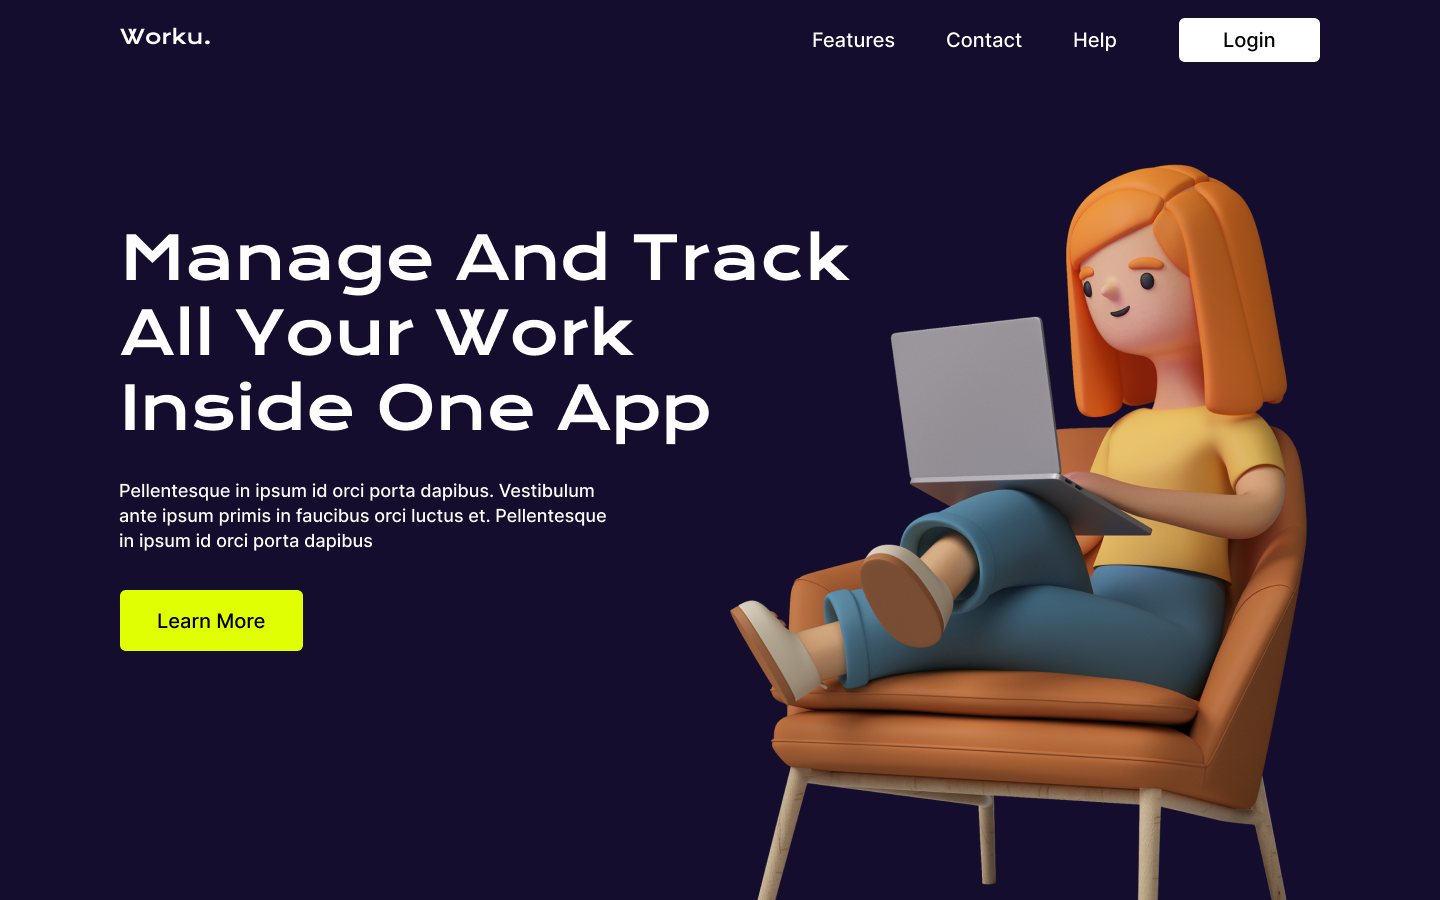 Worku.
Features
Contact
Help
Login
Manage And Track
All Your Work
Inside One App
Pellentesque in ipsum id orci porta dapibus. Vestibulum
ante ipsum primis in faucibus orci luctus et. Pellentesque
in ipsum id orci porta dapibus
Learn More